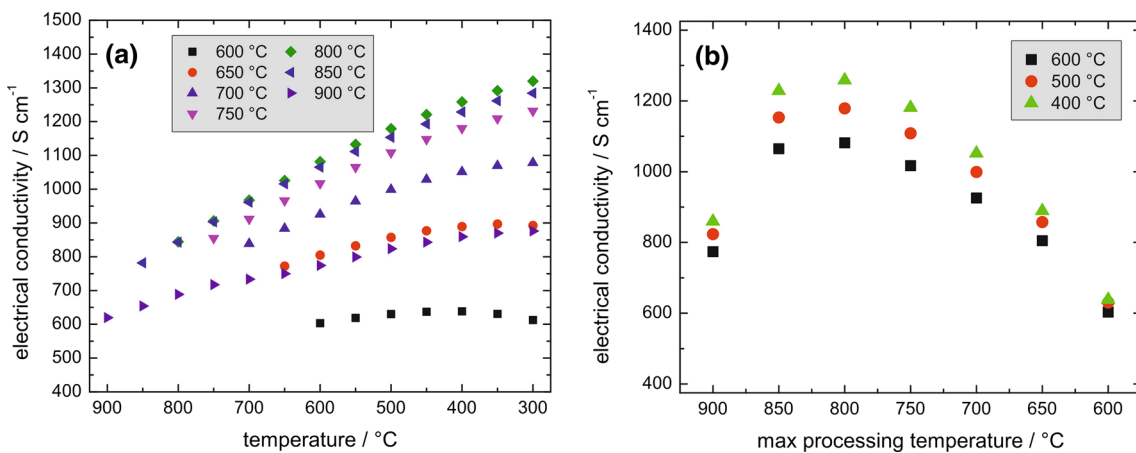 (a)
600 °C
650 °C
700 °C
750 °C
800 °C
850 °C
900 °C
electrical conductivity / S cm⁻¹
1500
1400
1300
1200
1100
1000
900
800
700
600
500
400
900 800 700 600 500 400 300
temperature / °C
(b)
600 °C
500 °C
400 °C
electrical conductivity / S cm⁻¹
1400
1200
1000
800
600
400
900 850 800 750 700 650 600
max processing temperature / °C